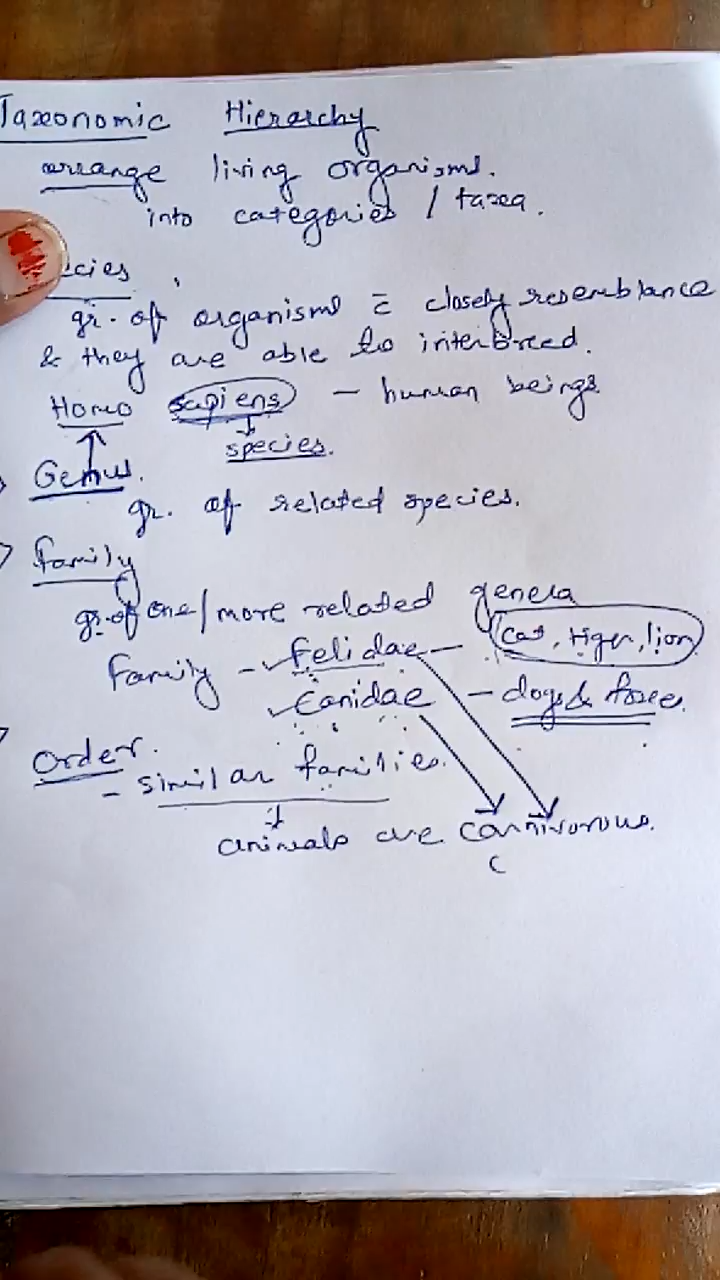 Taxonomic Hierarchy
arrange living organisms.
into categories / taxa.
ecies
gr. of organisms c̄ closely resemblance
& they are able to interbreed.
Homo sapiens – human beings
species.
Genus.
gr. of related species.
family
gr. of one/more related genera
family - ✓ felidae – cat, tiger, lion
✓ Canidae – dogs & foxe.
Order.
- similar families.
animals are carnivorous.
C